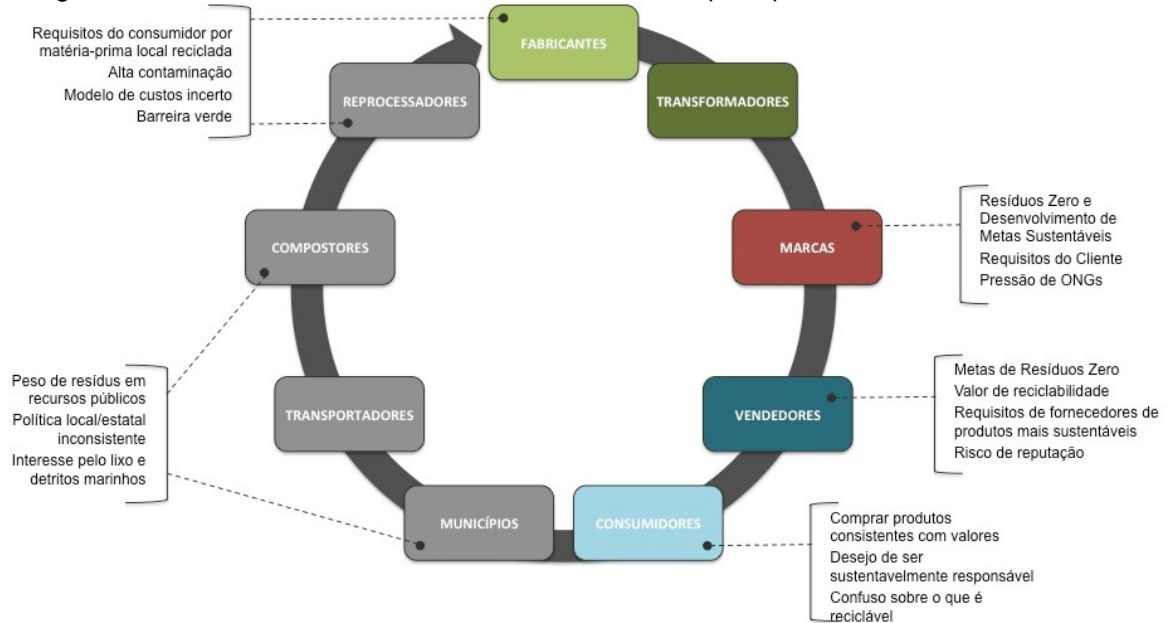 Requisitos do consumidor por
matéria-prima local reciclada
Alta contaminação
Modelo de custos incerto
Barreira verde
FABRICANTES
REPROCESSADORES
TRANSFORMADORES
COMPOSTORES
MARCAS
Resíduos Zero e
Desenvolvimento de
Metas Sustentáveis
Requisitos do Cliente
Pressão de ONGs
Peso de resídus em
recursos públicos
Política local/estatal
inconsistente
Interesse pelo lixo e
detritos marinhos
TRANSPORTADORES
VENDEDORES
Metas de Resíduos Zero
Valor de reciclabilidade
Requisitos de fornecedores de
produtos mais sustentáveis
Risco de reputação
MUNICÍPIOS
CONSUMIDORES
Comprar produtos
consistentes com valores
Desejo de ser
sustentavelmente responsável
Confuso sobre o que é
reciclável